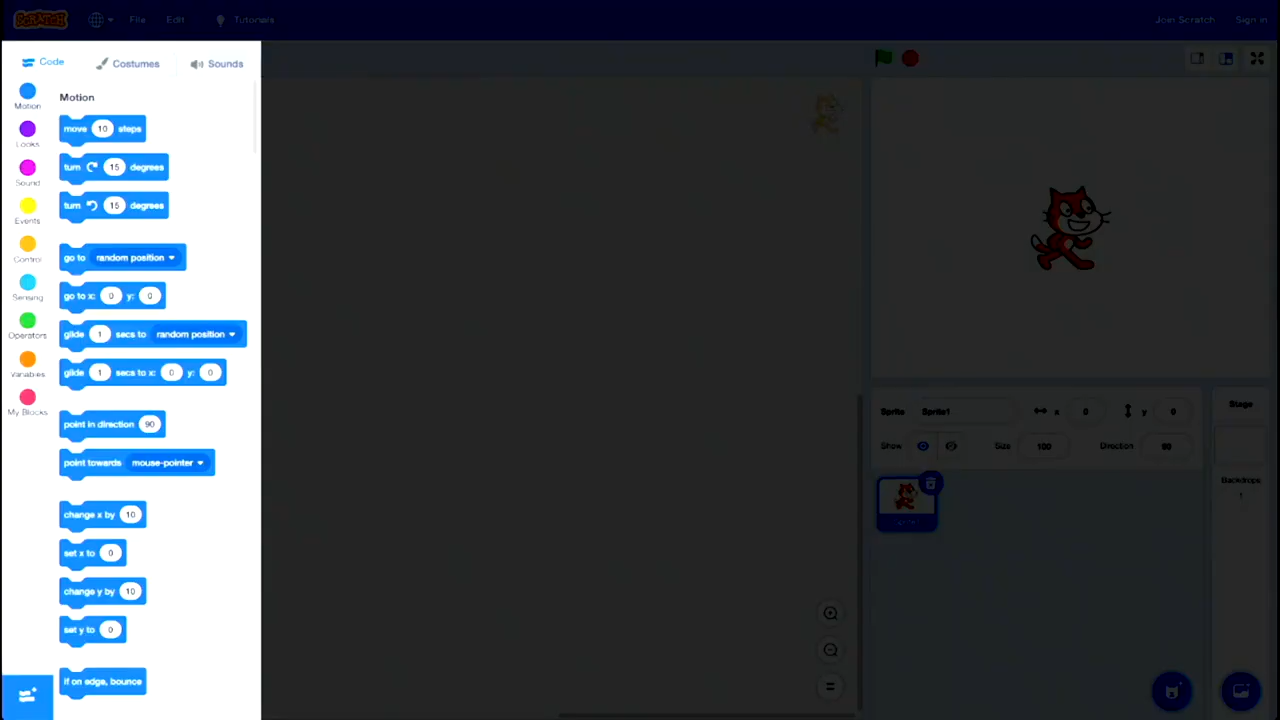 SCRATCH File Edit Tutorials Join Scratch Sign in
Code Costumes Sounds
Motion
Looks
Sound
Events
Control
Sensing
Operators
Variables
My Blocks
Motion
move 10 steps
turn 15 degrees
turn 15 degrees
go to random position
go to x: 0 y: 0
glide 1 secs to random position
glide 1 secs to x: 0 y: 0
point in direction 90
point towards mouse-pointer
change x by 10
set x to 0
change y by 10
set y to 0
if on edge, bounce
Sprite Sprite1 x 0 y 0
Show Size 100 Direction 90
Stage
Backdrops
1